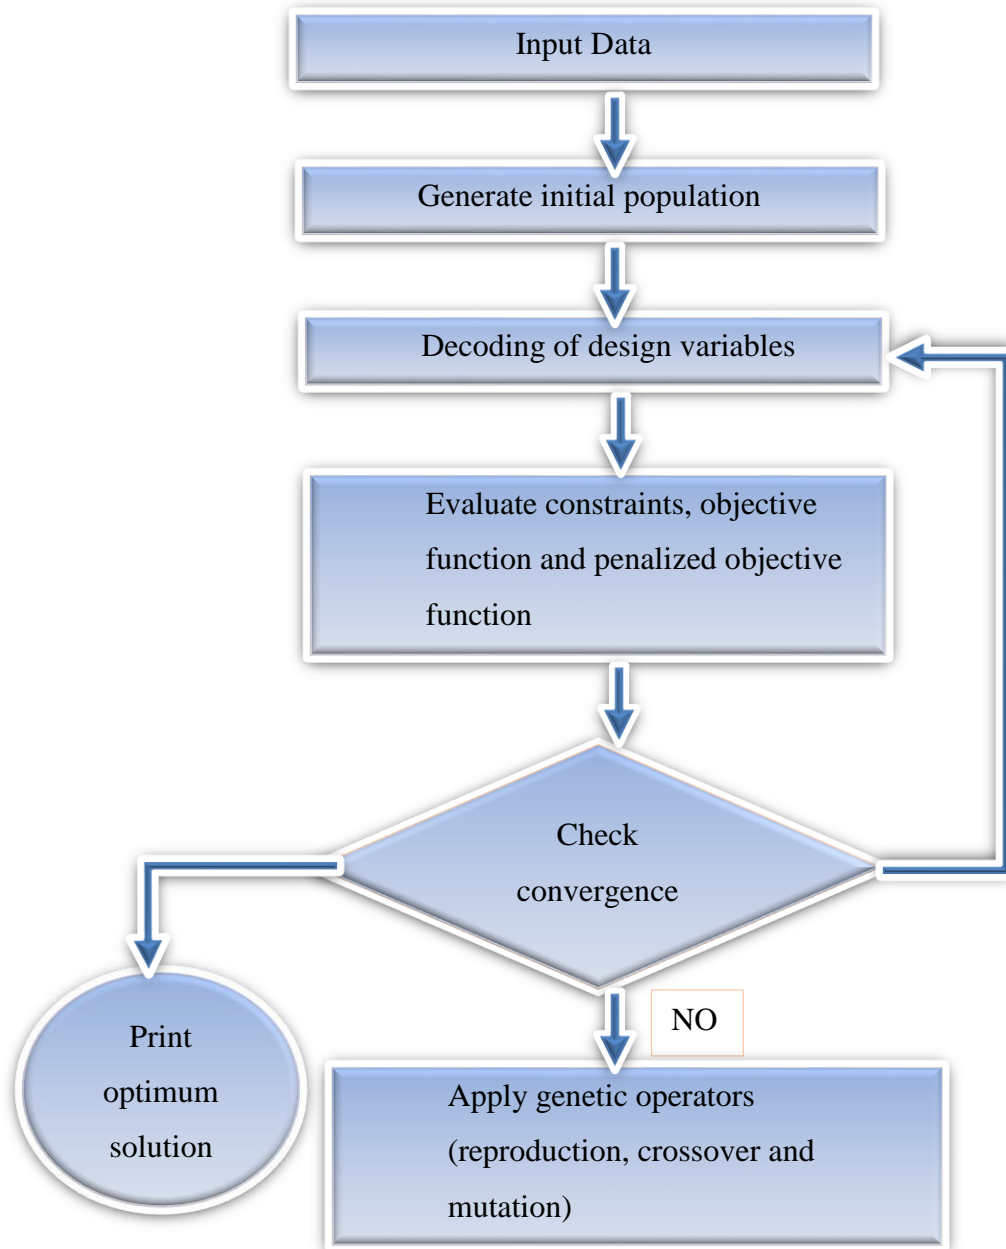 Input Data
Generate initial population
Decoding of design variables
Evaluate constraints, objective
function and penalized objective
function
Check
convergence
NO
Print
optimum
solution
Apply genetic operators
(reproduction, crossover and
mutation)